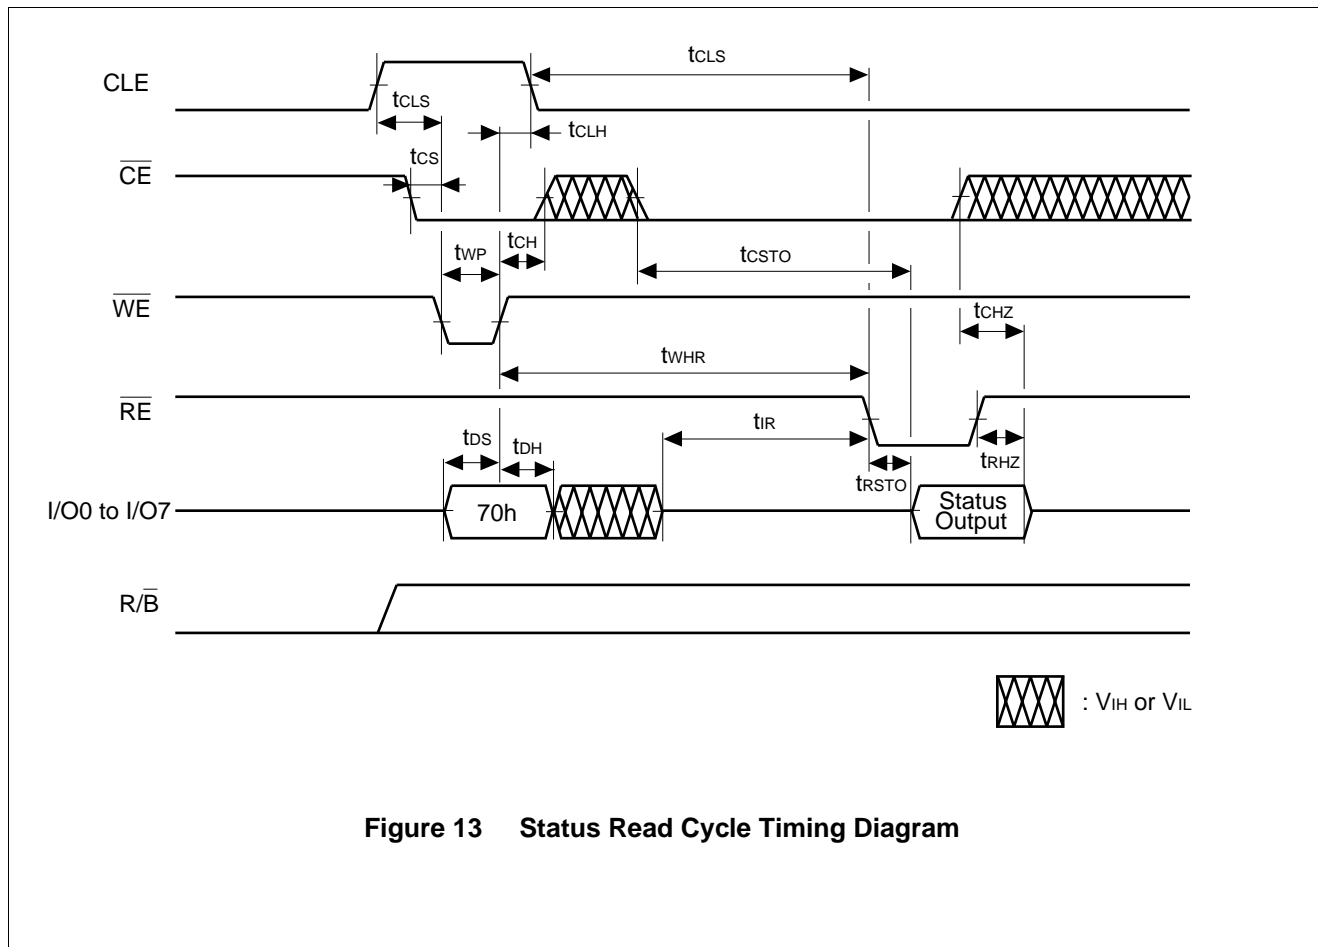 tCLS
CLE
tCLS
tCLH
tCS
CE
tWP
tCH
tCSTO
WE
tCHZ
tWHR
RE
tDS
tDH
tIR
tRHZ
tRSTO
I/O0 to I/O7
70h
Status
Output
R/B
: VIH or VIL
Figure 13 Status Read Cycle Timing Diagram